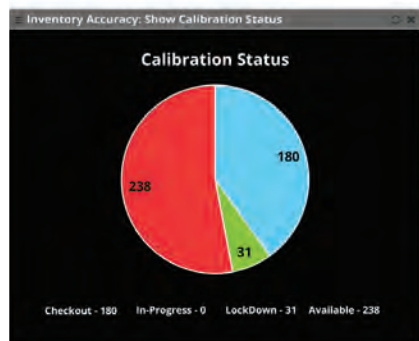 Inventory Accuracy: Show Calibration Status
Calibration Status
180
238
31
Checkout - 180 In-Progress - 0 LockDown - 31 Available - 238